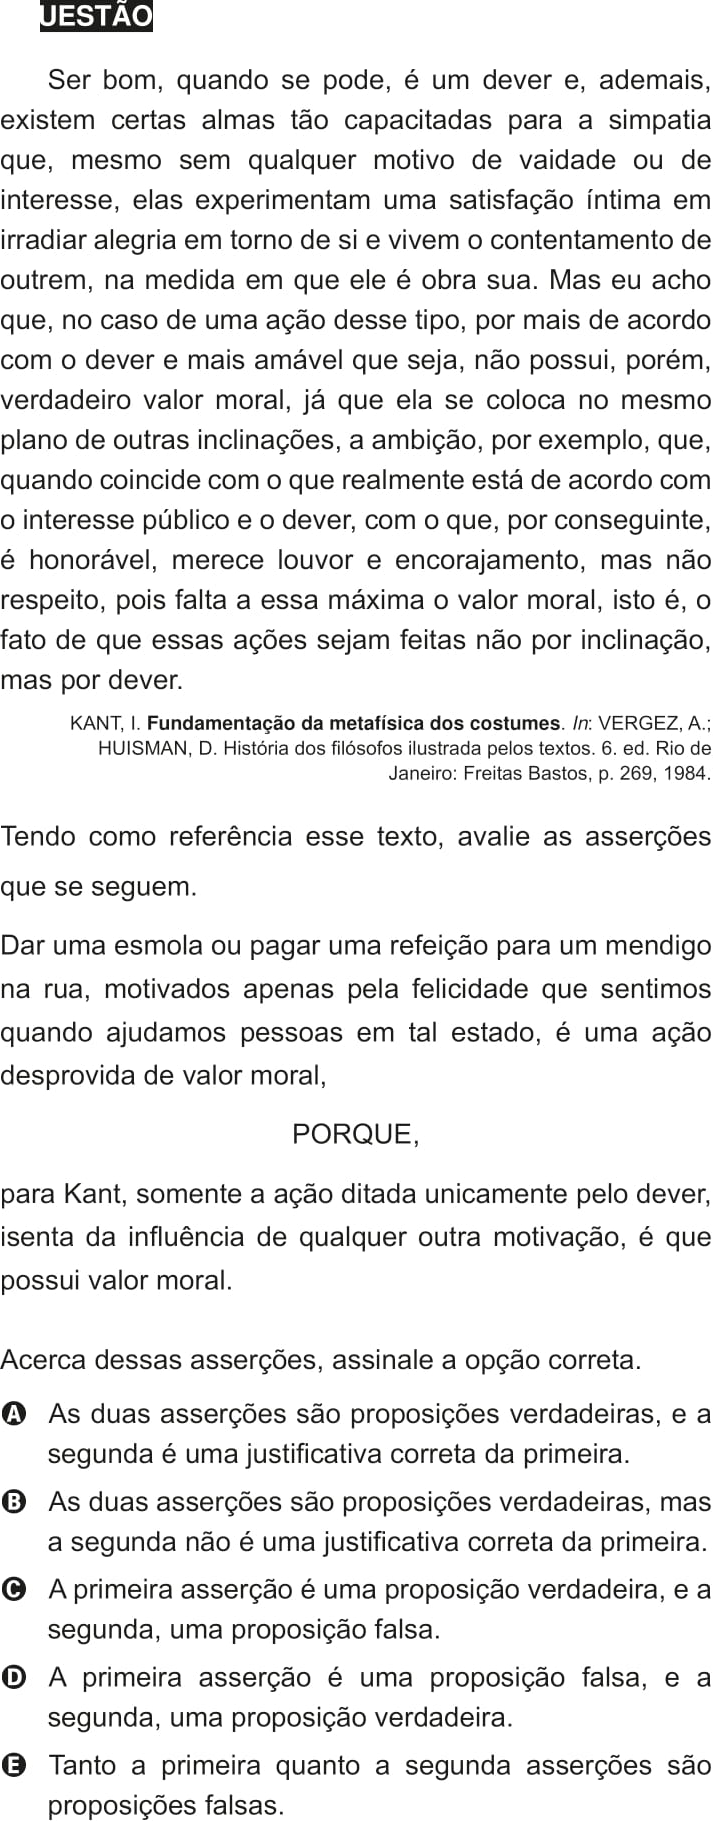 UESTÃO
Ser bom, quando se pode, é um dever e, ademais,
existem certas almas tão capacitadas para a simpatia
que, mesmo sem qualquer motivo de vaidade ou de
interesse, elas experimentam uma satisfação íntima em
irradiar alegria em torno de si e vivem o contentamento de
outrem, na medida em que ele é obra sua. Mas eu acho
que, no caso de uma ação desse tipo, por mais de acordo
com o dever e mais amável que seja, não possui, porém,
verdadeiro valor moral, já que ela se coloca no mesmo
plano de outras inclinações, a ambição, por exemplo, que,
quando coincide com o que realmente está de acordo com
o interesse público e o dever, com o que, por conseguinte,
é honorável, merece louvor e encorajamento, mas não
respeito, pois falta a essa máxima o valor moral, isto é, o
fato de que essas ações sejam feitas não por inclinação,
mas por dever.
KANT, I. Fundamentação da metafísica dos costumes. In: VERGEZ, A.;
HUISMAN, D. História dos filósofos ilustrada pelos textos. 6. ed. Rio de
Janeiro: Freitas Bastos, p. 269, 1984.
Tendo como referência esse texto, avalie as asserções
que se seguem.
Dar uma esmola ou pagar uma refeição para um mendigo
na rua, motivados apenas pela felicidade que sentimos
quando ajudamos pessoas em tal estado, é uma ação
desprovida de valor moral,
PORQUE,
para Kant, somente a ação ditada unicamente pelo dever,
isenta da influência de qualquer outra motivação, é que
possui valor moral.
Acerca dessas asserções, assinale a opção correta.
A As duas asserções são proposições verdadeiras, e a
segunda é uma justificativa correta da primeira.
B As duas asserções são proposições verdadeiras, mas
a segunda não é uma justificativa correta da primeira.
C A primeira asserção é uma proposição verdadeira, e a
segunda, uma proposição falsa.
D A primeira asserção é uma proposição falsa, e a
segunda, uma proposição verdadeira.
E Tanto a primeira quanto a segunda asserções são
proposições falsas.